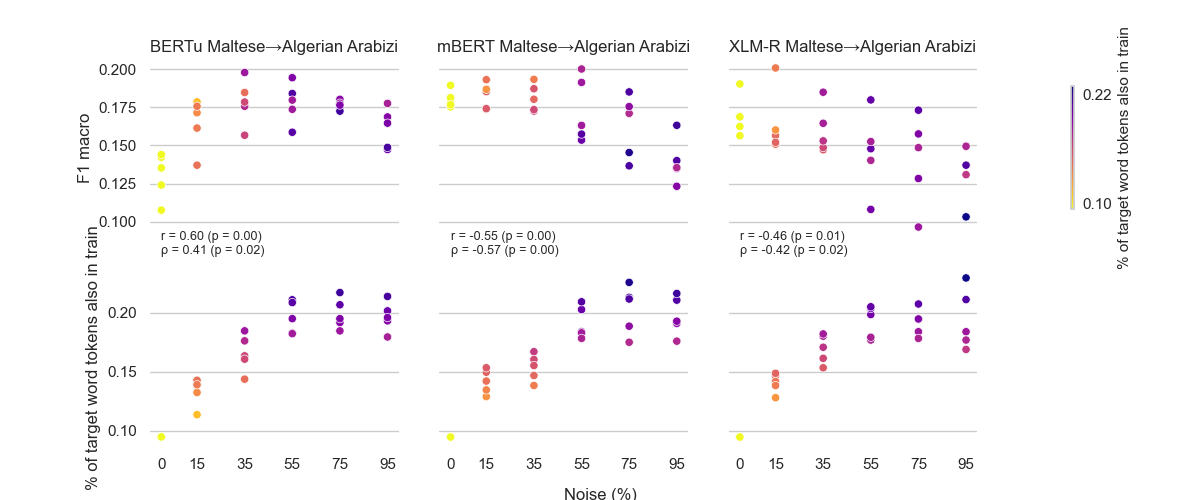 BERTu Maltese→Algerian Arabizi
mBERT Maltese→Algerian Arabizi
XLM-R Maltese→Algerian Arabizi
F1 macro
0.200
0.175
0.150
0.125
0.100
r = 0.60 (p = 0.00)
ρ = 0.41 (p = 0.02)
r = -0.55 (p = 0.00)
ρ = -0.57 (p = 0.00)
r = -0.46 (p = 0.01)
ρ = -0.42 (p = 0.02)
% of target word tokens also in train
0.20
0.15
0.10
0 15 35 55 75 95
0 15 35 55 75 95
0 15 35 55 75 95
Noise (%)
0.22
0.10
% of target word tokens also in train